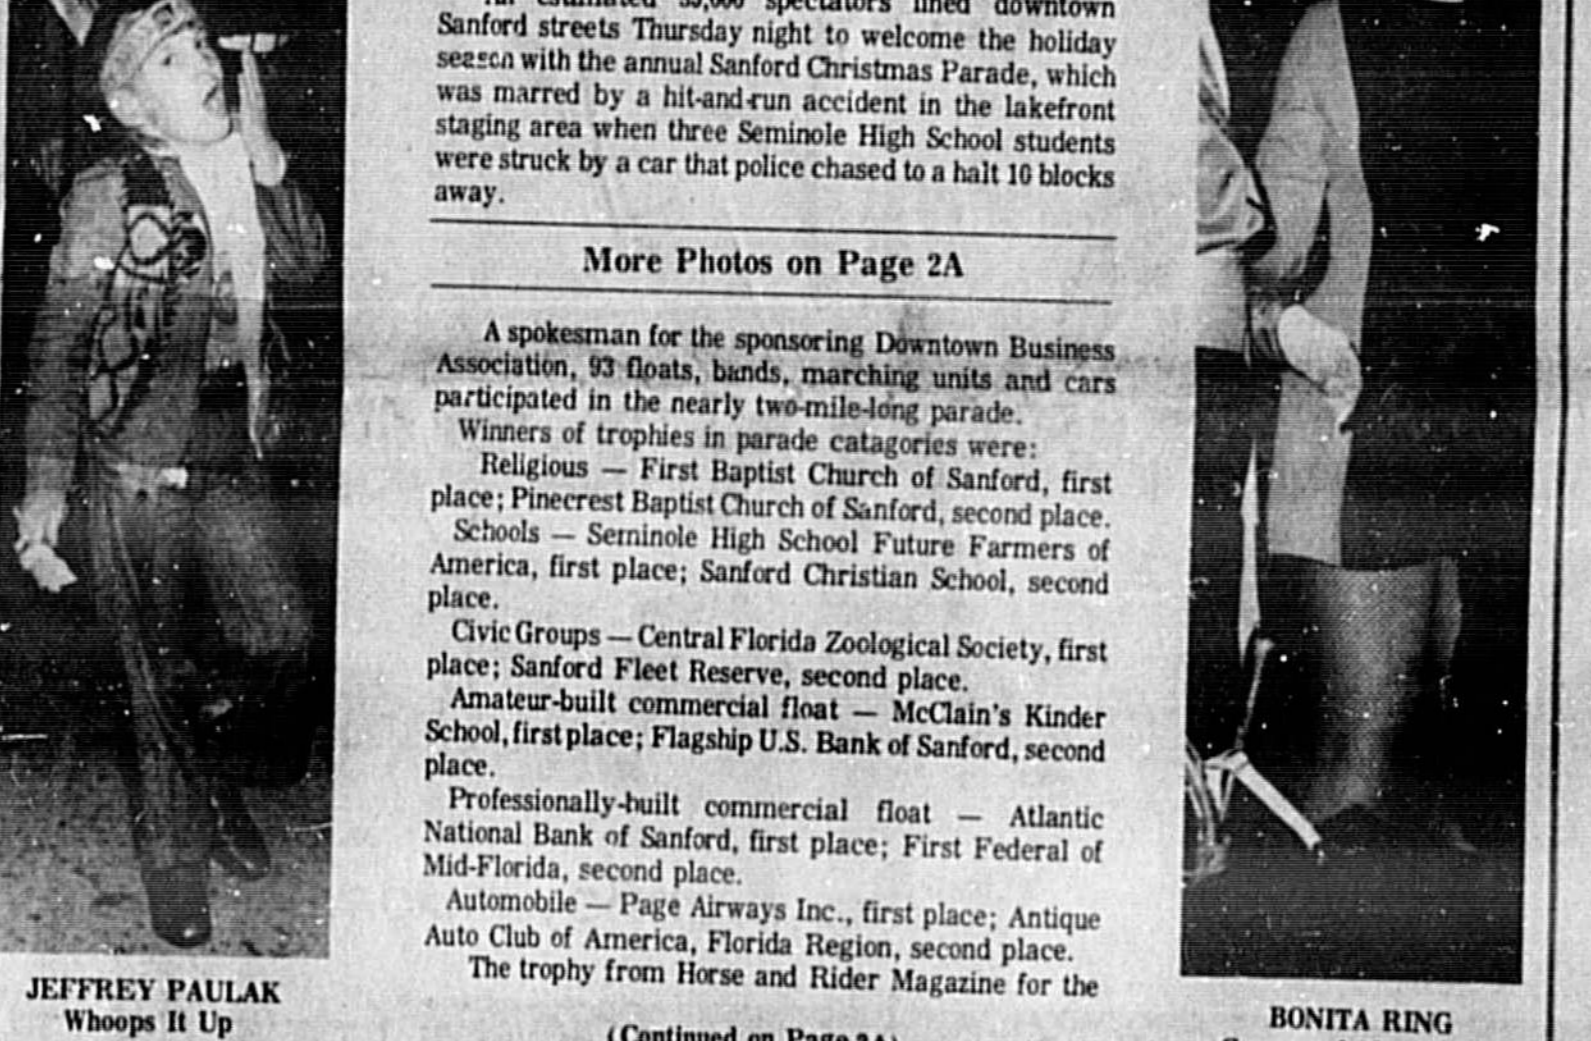 spectators lined downtown
Sanford streets Thursday night to welcome the holiday
season with the annual Sanford Christmas Parade, which
was marred by a hit-and-run accident in the lakefront
staging area when three Seminole High School students
were struck by a car that police chased to a halt 10 blocks
away.
More Photos on Page 2A
A spokesman for the sponsoring Downtown Business
Association, 93 floats, bands, marching units and cars
participated in the nearly two-mile-long parade.
Winners of trophies in parade catagories were:
Religious — First Baptist Church of Sanford, first
place; Pinecrest Baptist Church of Sanford, second place.
Schools — Seminole High School Future Farmers of
America, first place; Sanford Christian School, second
place.
Civic Groups — Central Florida Zoological Society, first
place; Sanford Fleet Reserve, second place.
Amateur-built commercial float — McClain's Kinder
School, first place; Flagship U.S. Bank of Sanford, second
place.
Professionally-built commercial float — Atlantic
National Bank of Sanford, first place; First Federal of
Mid-Florida, second place.
Automobile — Page Airways Inc., first place; Antique
Auto Club of America, Florida Region, second place.
The trophy from Horse and Rider Magazine for the
(Continued on Page 2A)
JEFFREY PAULAK
Whoops It Up
BONITA RING